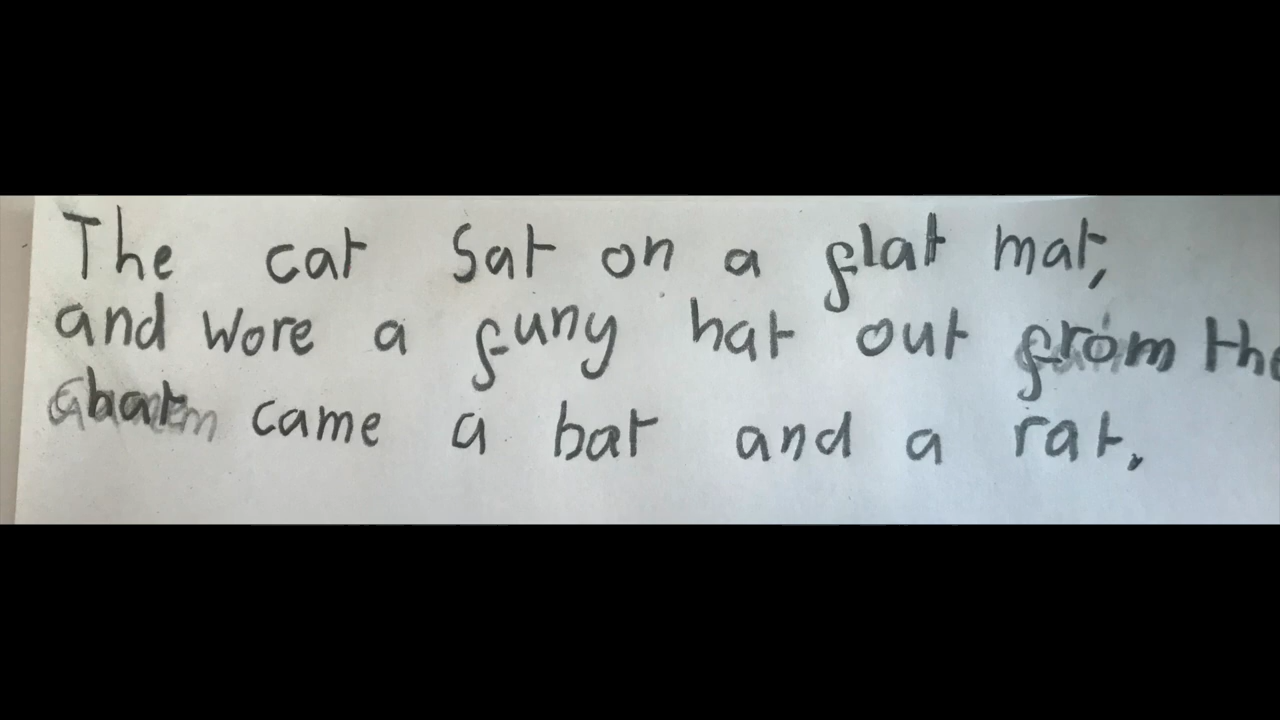 The cat sat on a flat mat,
and wore a funy hat out from the
came a bat and a rat.